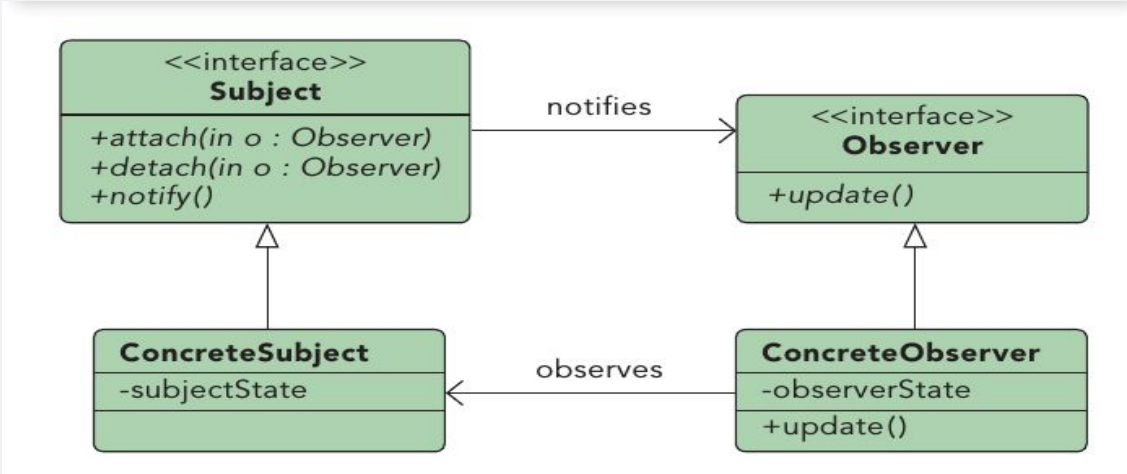 <<interface>>
Subject
+attach(in o : Observer)
+detach(in o : Observer)
+notify()
notifies
<<interface>>
Observer
+update()
ConcreteSubject
-subjectState
observes
ConcreteObserver
-observerState
+update()